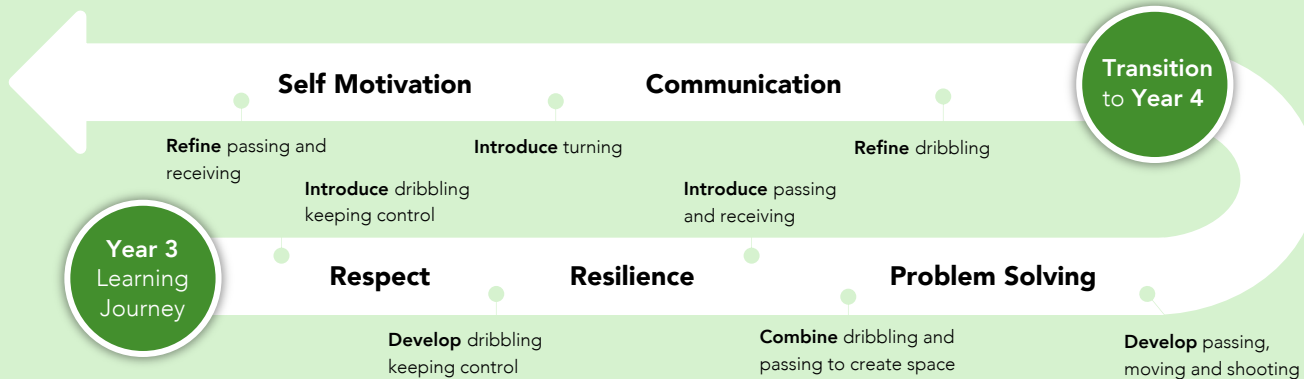 Self Motivation
Communication
Transition
to Year 4
Refine passing and
receiving
Introduce turning
Refine dribbling
Introduce dribbling
keeping control
Introduce passing
and receiving
Year 3
Learning
Journey
Respect
Resilience
Problem Solving
Develop dribbling
keeping control
Combine dribbling and
passing to create space
Develop passing,
moving and shooting